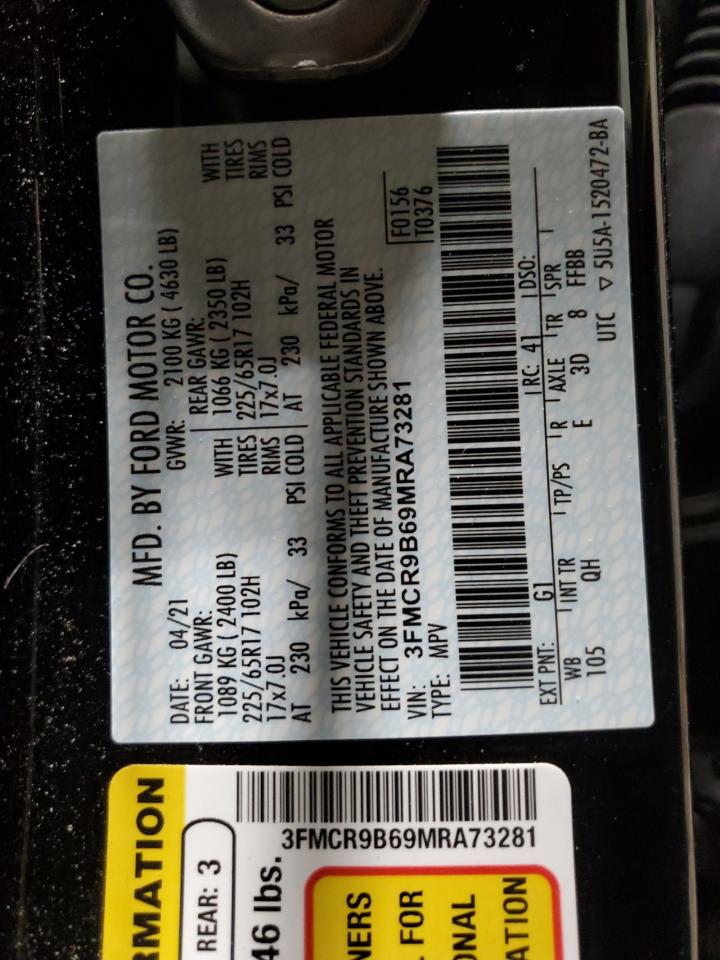 MFD. BY FORD MOTOR CO.
DATE: 04/21 GVWR: 2100 KG ( 4630 LB)
FRONT GAWR: REAR GAWR:
1089 KG ( 2400 LB) WITH 1066 KG ( 2350 LB) WITH
225/65R17 102H TIRES 225/65R17 102H TIRES
17x7.0J RIMS 17x7.0J RIMS
AT 230 kPa/ 33 PSI COLD AT 230 kPa/ 33 PSI COLD
THIS VEHICLE CONFORMS TO ALL APPLICABLE FEDERAL MOTOR
VEHICLE SAFETY AND THEFT PREVENTION STANDARDS IN
EFFECT ON THE DATE OF MANUFACTURE SHOWN ABOVE.
VIN: 3FMCR9B69MRA73281 F0156
TYPE: MPV T0376
EXT PNT: G1 RC: 41 DSO:
WB INT TR TP/PS R AXLE TR SPR
105 QH E 3D 8 FFBB
UTC ▽ 5U5A-1520472-BA
RMATION
REAR: 3
46 lbs.
3FMCR9B69MRA73281
NERS
FOR
ONAL
ATION